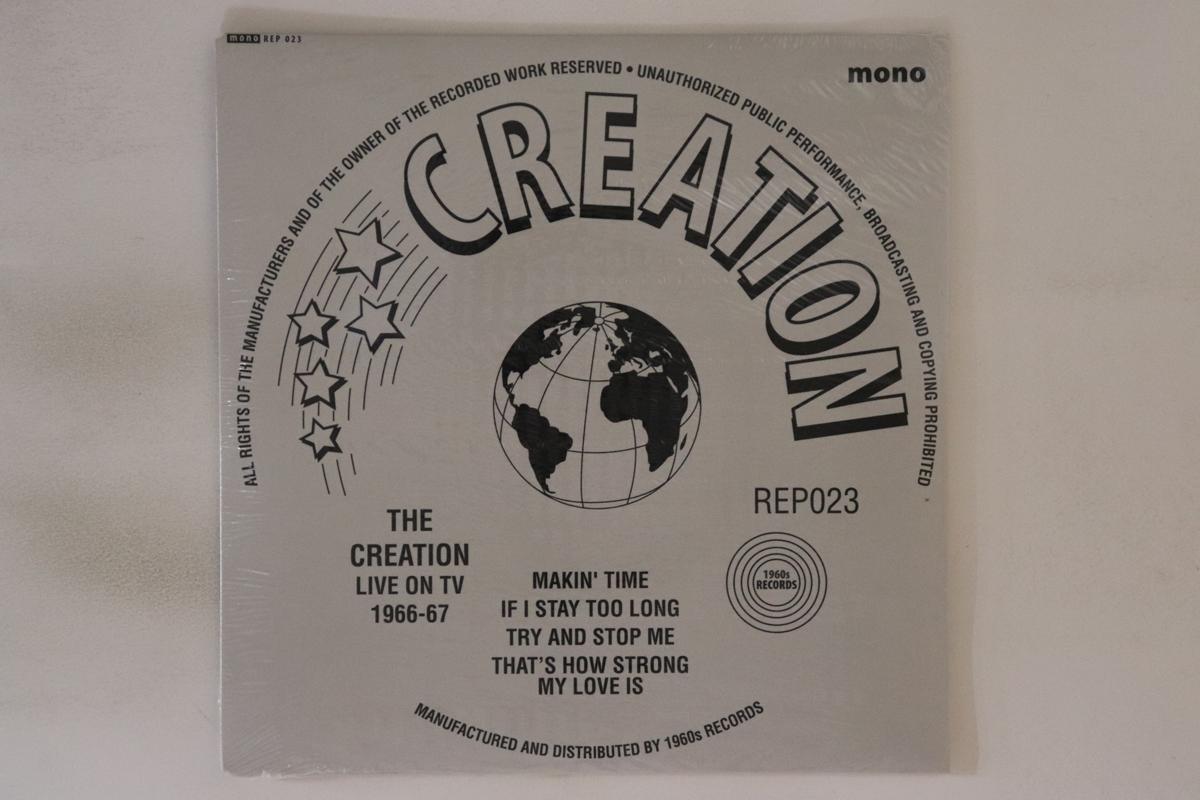 mono REP 023
mono
ALL RIGHTS OF THE MANUFACTURERS AND OF THE OWNER OF THE RECORDED WORK RESERVED • UNAUTHORIZED PUBLIC PERFORMANCE, BROADCASTING AND COPYING PROHIBITED
CREATION
REP023
THE
CREATION
LIVE ON TV
1966-67
1960s
RECORDS
MAKIN' TIME
IF I STAY TOO LONG
TRY AND STOP ME
THAT'S HOW STRONG
MY LOVE IS
MANUFACTURED AND DISTRIBUTED BY 1960s RECORDS